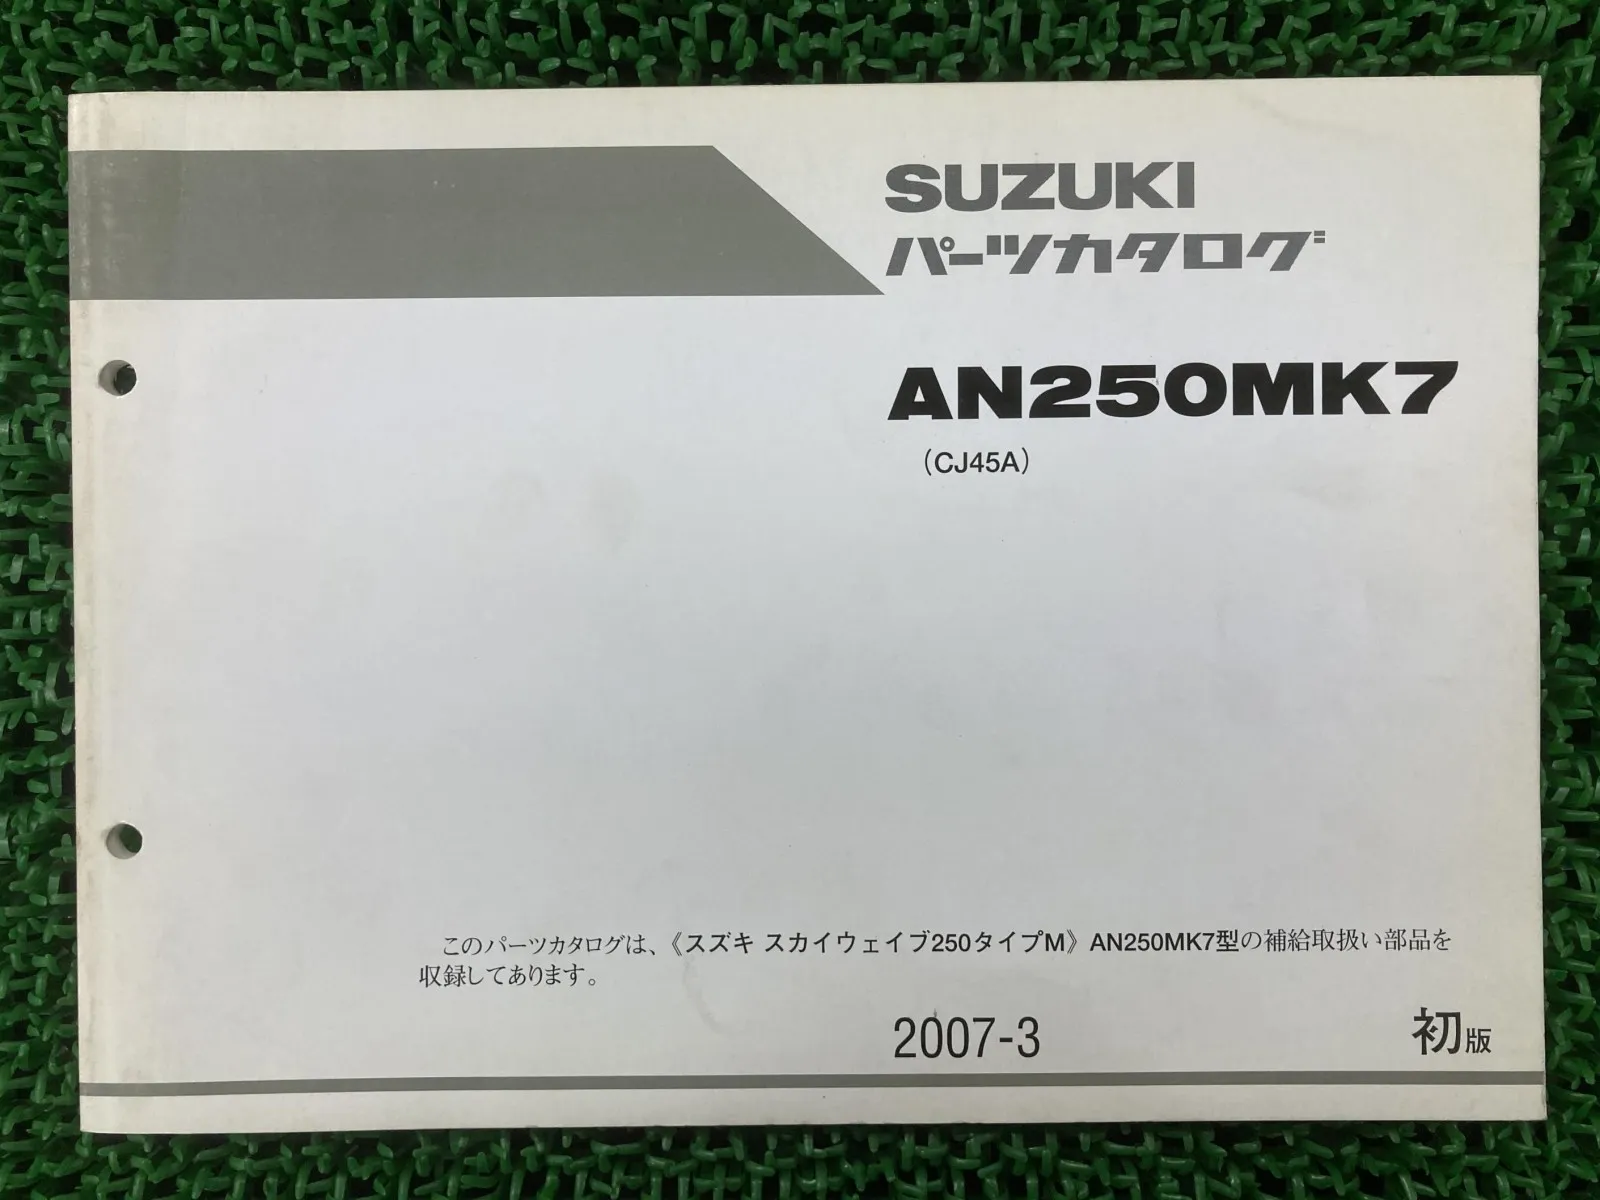 SUZUKI
パーツカタログ
AN250MK7
（CJ45A）
このパーツカタログは、《スズキ スカイウェイブ250タイプM》AN250MK7型の補給取扱い部品を
収録してあります。
2007-3 初版